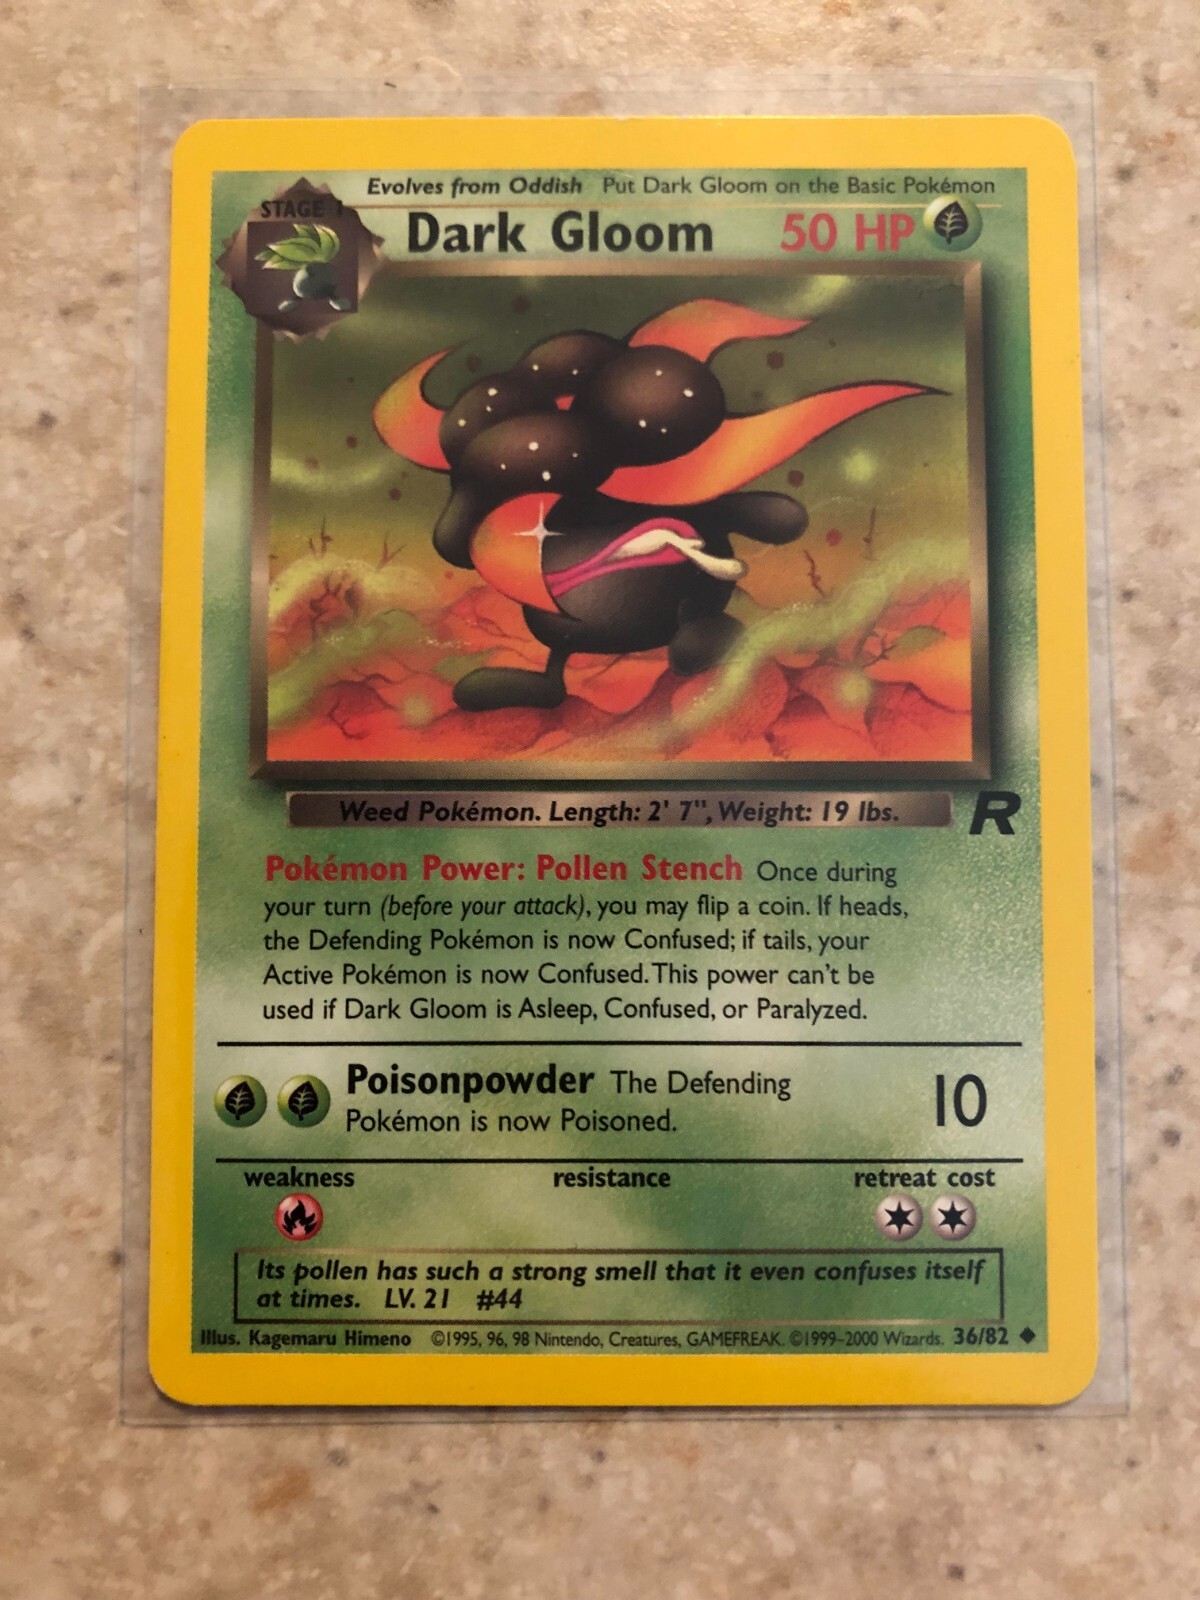 Evolves from Oddish Put Dark Gloom on the Basic Pokémon
STAGE 1
Dark Gloom 50 HP
Weed Pokémon. Length: 2' 7", Weight: 19 lbs.
R
Pokémon Power: Pollen Stench Once during
your turn (before your attack), you may flip a coin. If heads,
the Defending Pokémon is now Confused; if tails, your
Active Pokémon is now Confused. This power can't be
used if Dark Gloom is Asleep, Confused, or Paralyzed.
Poisonpowder The Defending 10
Pokémon is now Poisoned.
weakness resistance retreat cost
Its pollen has such a strong smell that it even confuses itself
at times. LV. 21 #44
Illus. Kagemaru Himeno ©1995, 96, 98 Nintendo, Creatures, GAMEFREAK. ©1999–2000 Wizards. 36/82